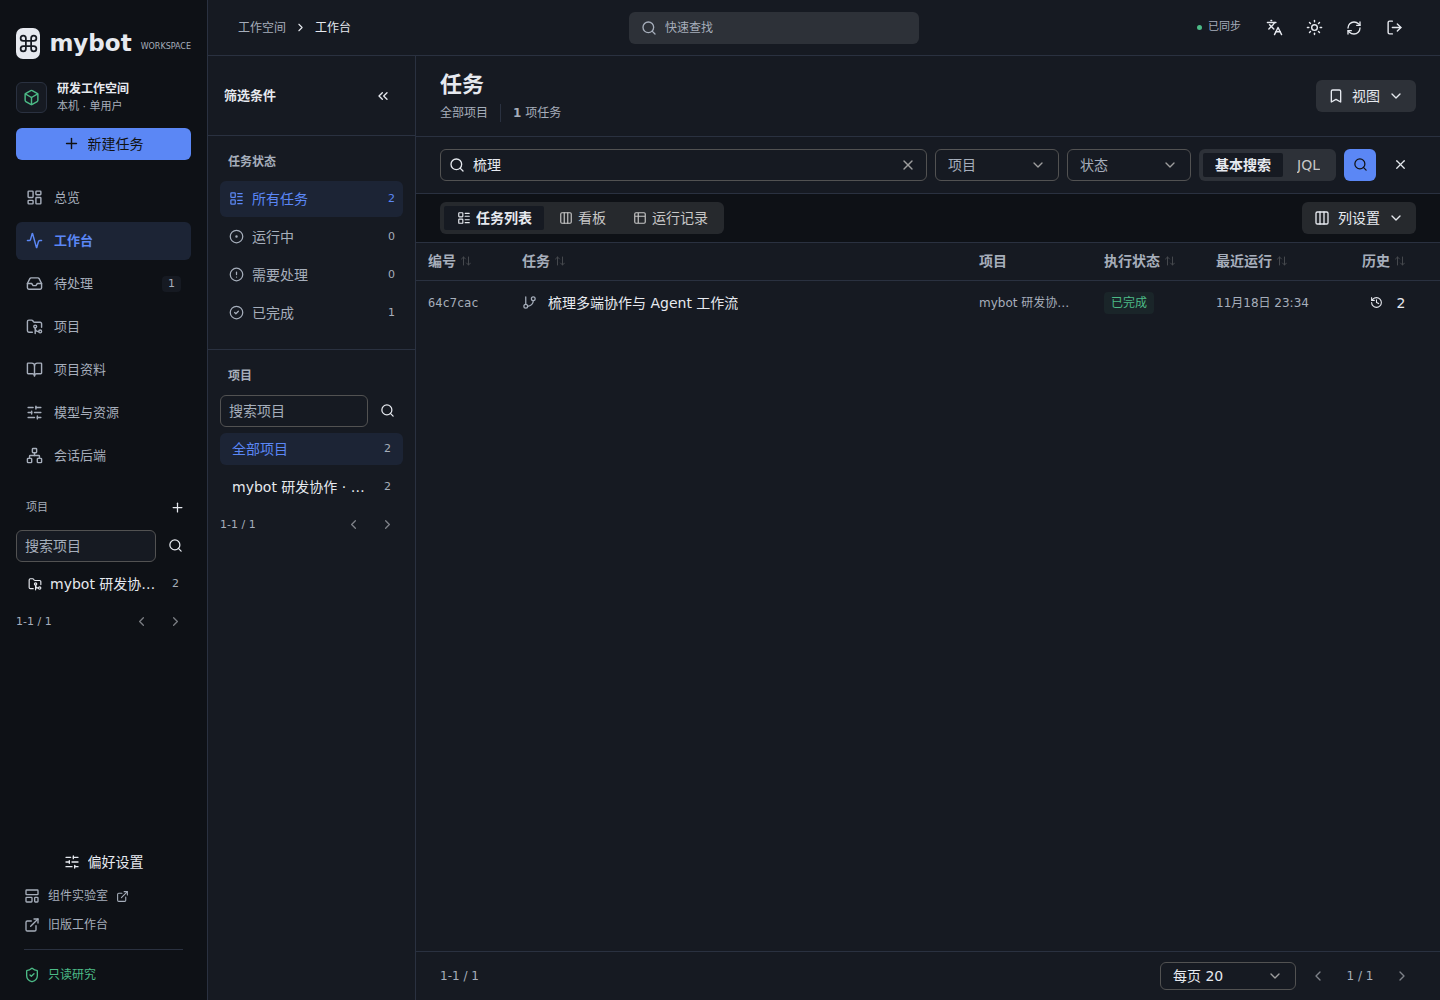 mybot WORKSPACE
研发工作空间
本机 · 单用户
新建任务
总览
工作台
待处理 1
项目
项目资料
模型与资源
会话后端
项目
搜索项目
mybot 研发协… 2
1-1 / 1
偏好设置
组件实验室
旧版工作台
只读研究
工作空间 工作台
快速查找
已同步
筛选条件
任务状态
所有任务 2
运行中 0
需要处理 0
已完成 1
项目
搜索项目
全部项目 2
mybot 研发协作 · … 2
1-1 / 1
任务
全部项目 1 项任务
视图
梳理 项目 状态 基本搜索 JQL
任务列表 看板 运行记录 列设置
编号 任务 项目 执行状态 最近运行 历史
64c7cac 梳理多端协作与 Agent 工作流 mybot 研发协… 已完成 11月18日 23:34 2
1-1 / 1 每页 20 1 / 1